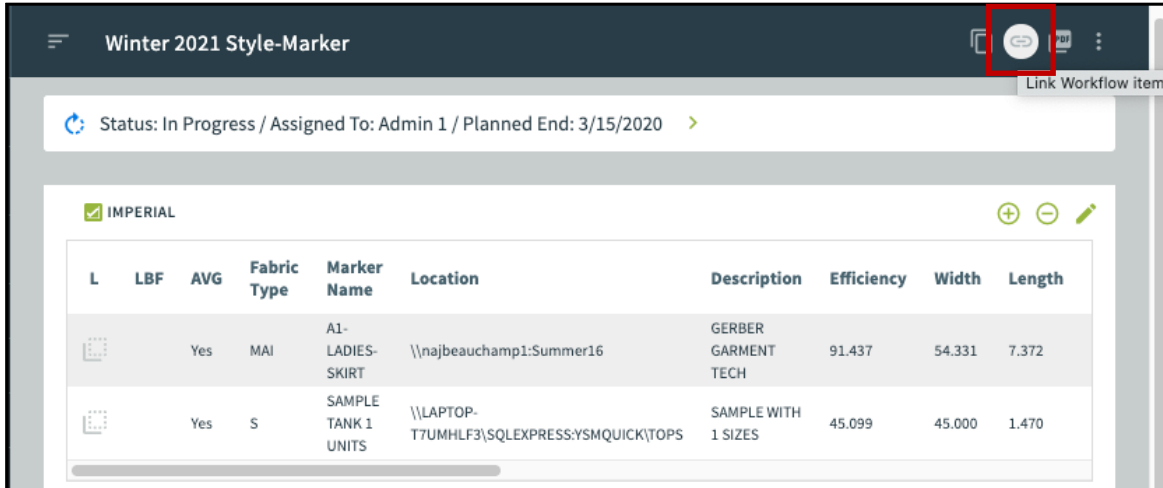 Winter 2021 Style-Marker
PDF
Link Workflow item
Status: In Progress / Assigned To: Admin 1 / Planned End: 3/15/2020 >
IMPERIAL
L LBF AVG Fabric Type Marker Name Location Description Efficiency Width Length
Yes MAI A1-LADIES-SKIRT \\najbeauchamp1:Summer16 GERBER GARMENT TECH 91.437 54.331 7.372
Yes S SAMPLE TANK 1 UNITS \\LAPTOP-T7UMHLF3\SQLEXPRESS:YSMQUICK\TOPS SAMPLE WITH 1 SIZES 45.099 45.000 1.470